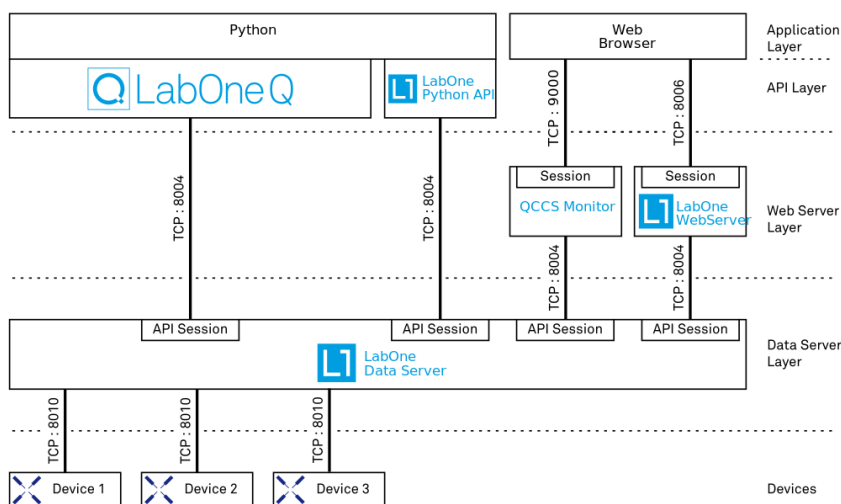 Python
Web
Browser
Application
Layer
LabOne Q
L1 LabOne
Python API
API Layer
TCP : 9000
TCP : 8006
TCP : 8004
TCP : 8004
Session
Session
QCCS Monitor
L1 LabOne
WebServer
Web Server
Layer
TCP : 8004
TCP : 8004
API Session
API Session
API Session
API Session
L1 LabOne
Data Server
Data Server
Layer
TCP : 8010
TCP : 8010
TCP : 8010
Device 1
Device 2
Device 3
Devices